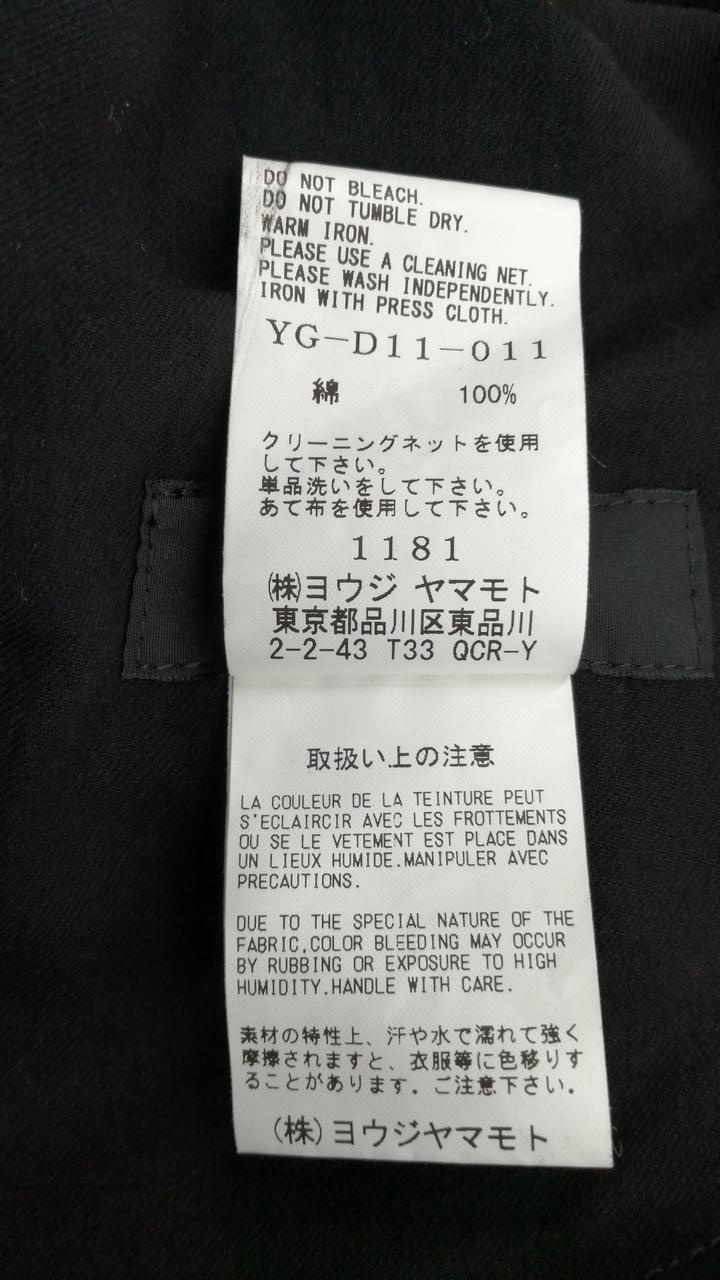 DO NOT BLEACH.
DO NOT TUMBLE DRY.
WARM IRON.
PLEASE USE A CLEANING NET.
PLEASE WASH INDEPENDENTLY.
IRON WITH PRESS CLOTH.
YG-D11-011
綿 100%
クリーニングネットを使用
して下さい。
単品洗いをして下さい。
あて布を使用して下さい。
1181
㈱ヨウジ ヤマモト
東京都品川区東品川
2-2-43 T33 QCR-Y
取扱い上の注意
LA COULEUR DE LA TEINTURE PEUT
S'ECLAIRCIR AVEC LES FROTTEMENTS
OU SE LE VETEMENT EST PLACE DANS
UN LIEUX HUMIDE.MANIPULER AVEC
PRECAUTIONS.
DUE TO THE SPECIAL NATURE OF THE
FABRIC,COLOR BLEEDING MAY OCCUR
BY RUBBING OR EXPOSURE TO HIGH
HUMIDITY.HANDLE WITH CARE.
素材の特性上、汗や水で濡れて強く
摩擦されますと、衣服等に色移りす
ることがあります．ご注意下さい．
(株)ヨウジヤマモト